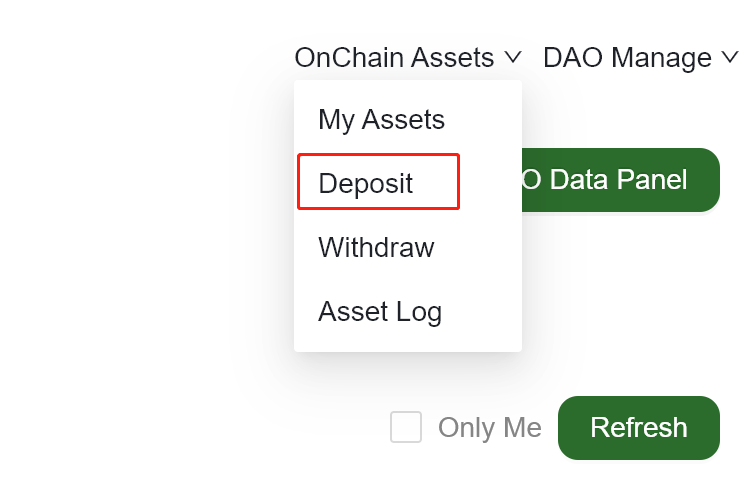 OnChain Assets DAO Manage
My Assets
Deposit
O Data Panel
Withdraw
Asset Log
Only Me Refresh